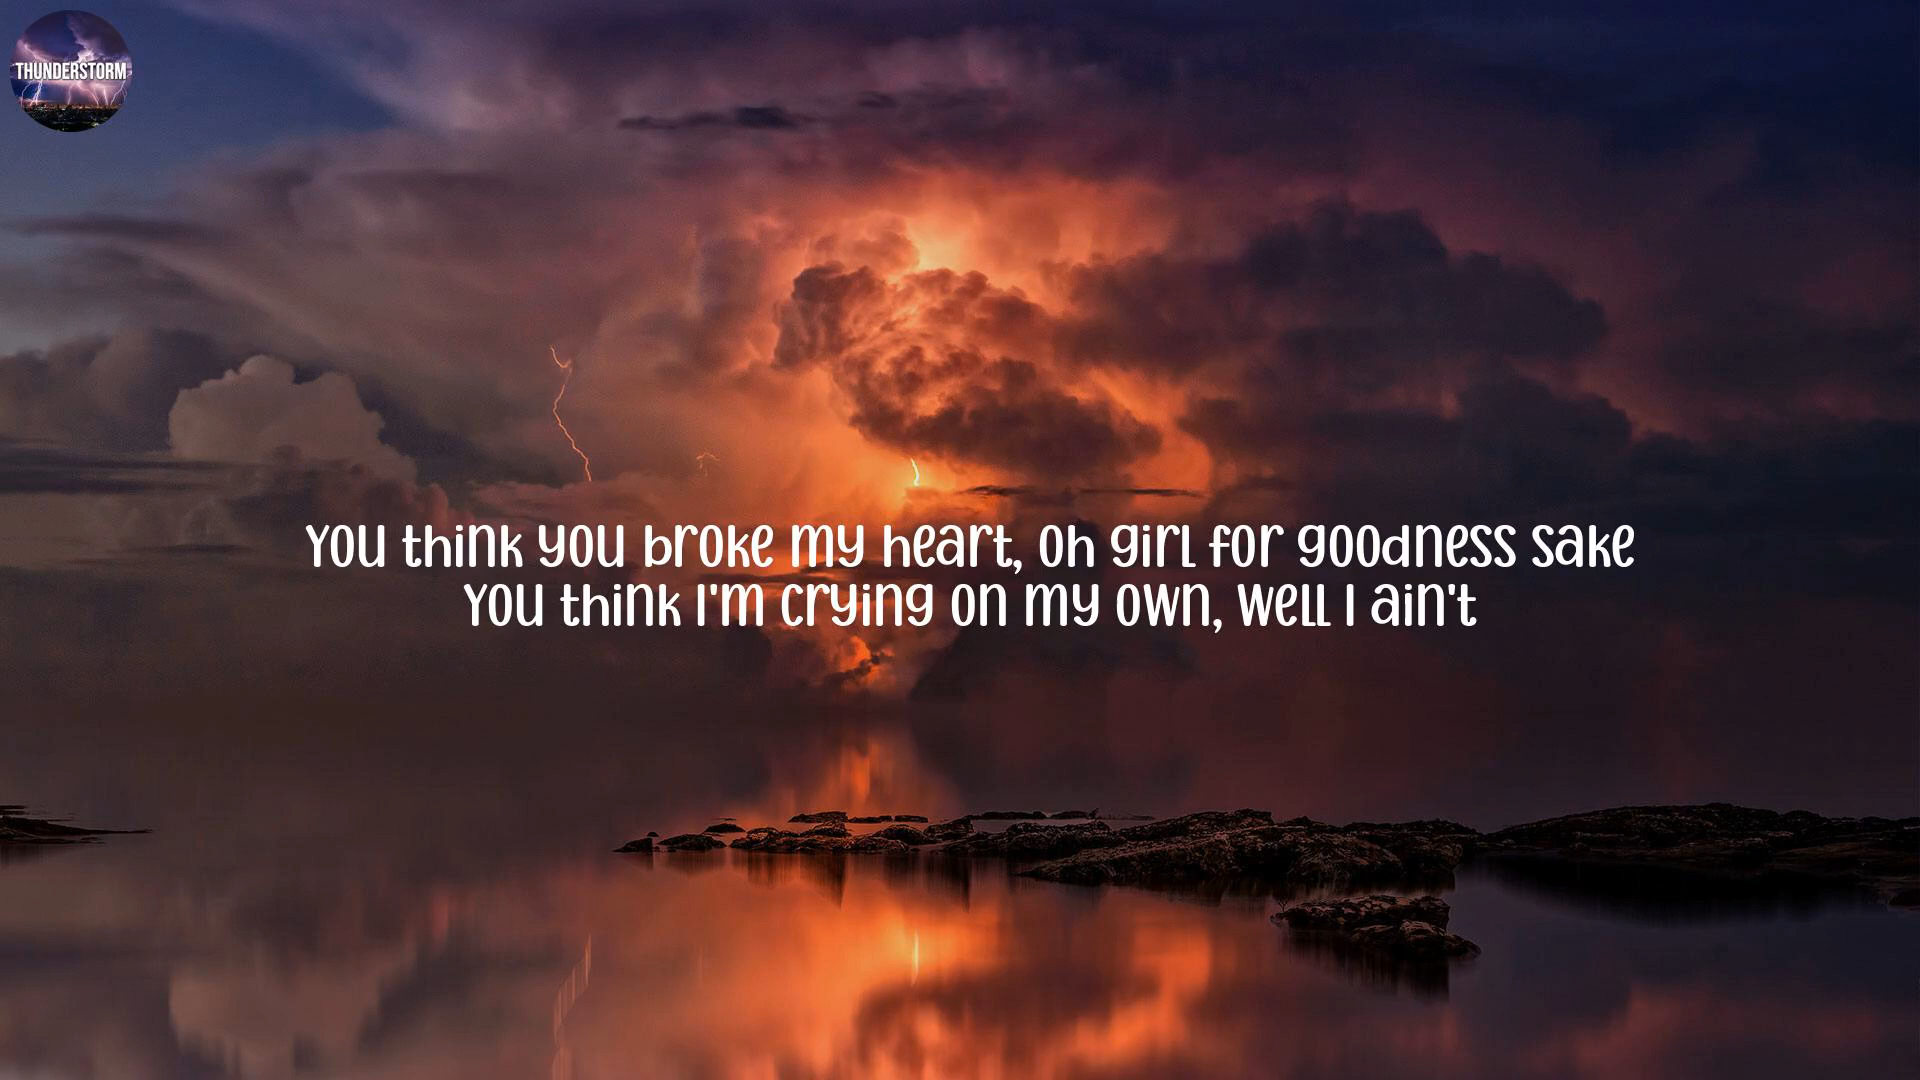 THUNDERSTORM
You think you broke my heart, oh girl for goodness sake
You think I'm crying on my own, well I ain't